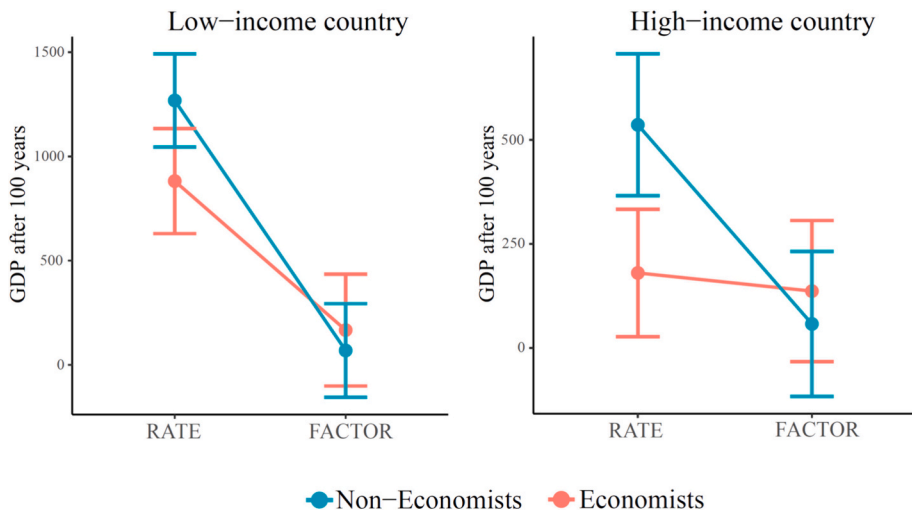 Low−income country
High−income country
GDP after 100 years
1500
1000
500
0
RATE
FACTOR
GDP after 100 years
500
250
0
RATE
FACTOR
Non−Economists
Economists